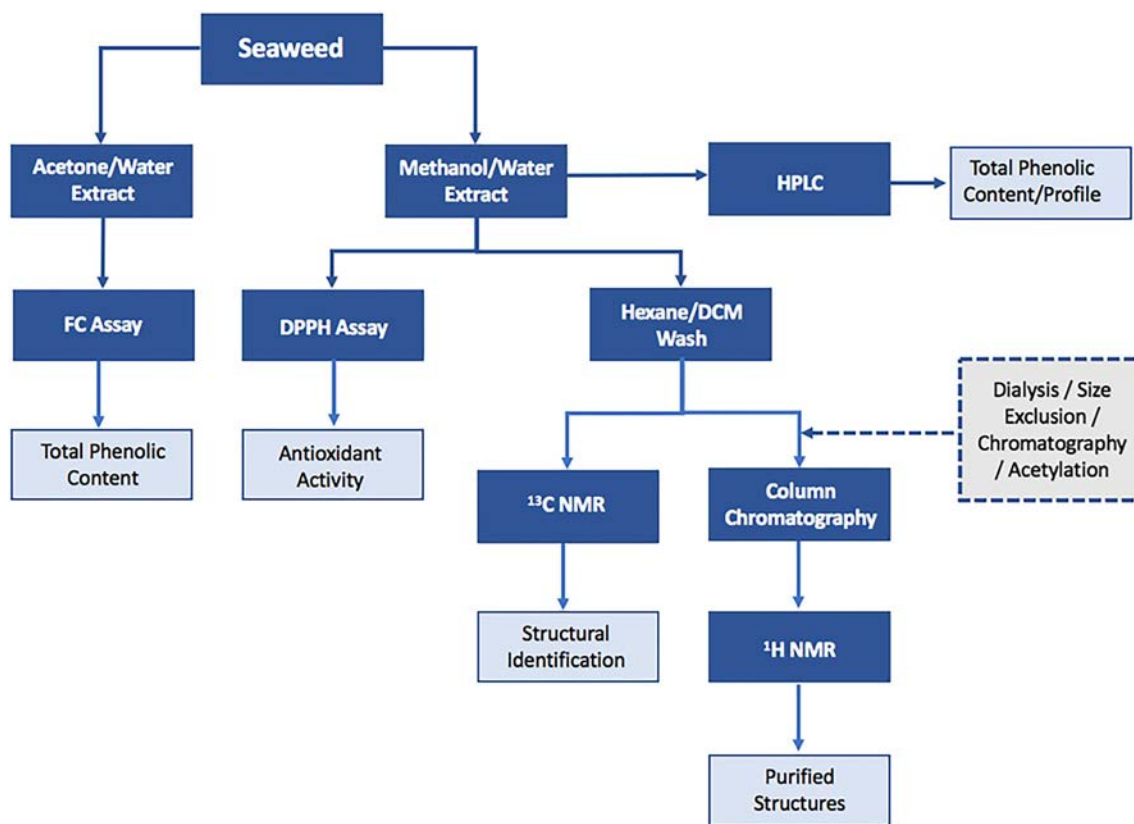 Seaweed
Acetone/Water
Extract
Methanol/Water
Extract
HPLC
Total Phenolic
Content/Profile
FC Assay
DPPH Assay
Hexane/DCM
Wash
Dialysis / Size
Exclusion /
Chromatography
/ Acetylation
Total Phenolic
Content
Antioxidant
Activity
¹³C NMR
Column
Chromatography
Structural
Identification
¹H NMR
Purified
Structures